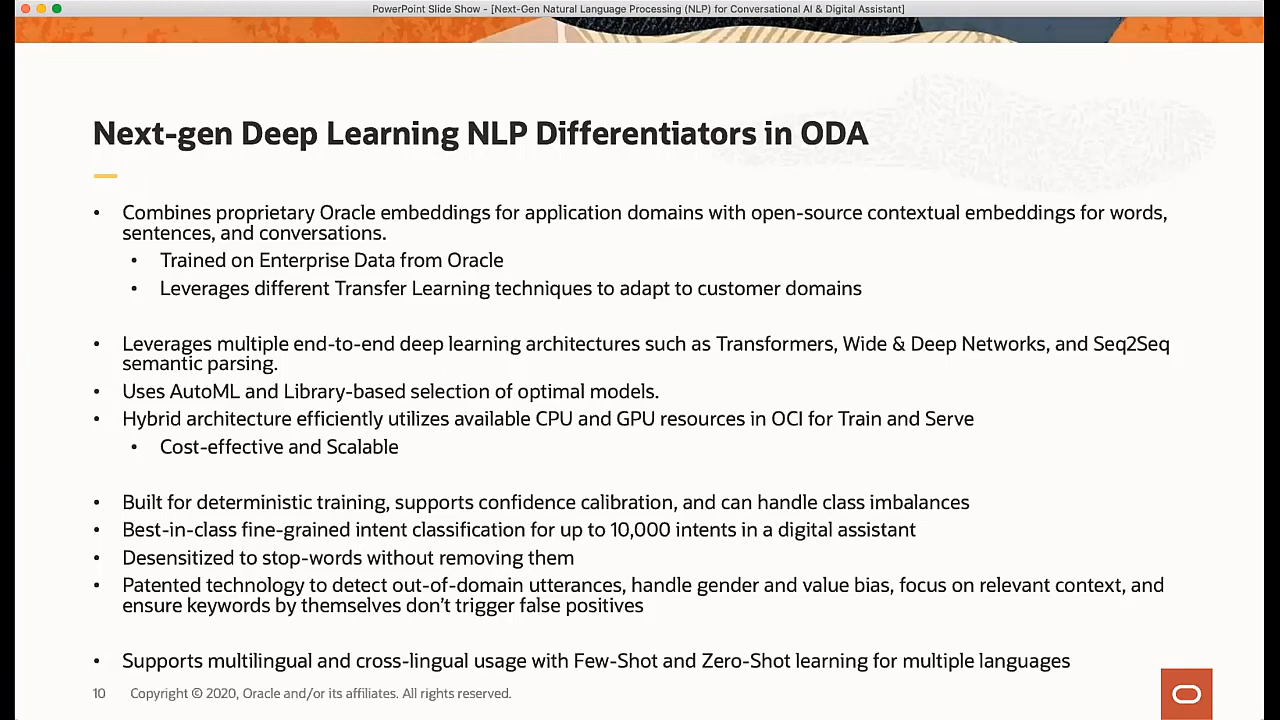 PowerPoint Slide Show - [Next-Gen Natural Language Processing (NLP) for Conversational AI & Digital Assistant]
Next-gen Deep Learning NLP Differentiators in ODA
• Combines proprietary Oracle embeddings for application domains with open-source contextual embeddings for words,
sentences, and conversations.
• Trained on Enterprise Data from Oracle
• Leverages different Transfer Learning techniques to adapt to customer domains
• Leverages multiple end-to-end deep learning architectures such as Transformers, Wide & Deep Networks, and Seq2Seq
semantic parsing.
• Uses AutoML and Library-based selection of optimal models.
• Hybrid architecture efficiently utilizes available CPU and GPU resources in OCI for Train and Serve
• Cost-effective and Scalable
• Built for deterministic training, supports confidence calibration, and can handle class imbalances
• Best-in-class fine-grained intent classification for up to 10,000 intents in a digital assistant
• Desensitized to stop-words without removing them
• Patented technology to detect out-of-domain utterances, handle gender and value bias, focus on relevant context, and
ensure keywords by themselves don't trigger false positives
• Supports multilingual and cross-lingual usage with Few-Shot and Zero-Shot learning for multiple languages
10 Copyright © 2020, Oracle and/or its affiliates. All rights reserved.